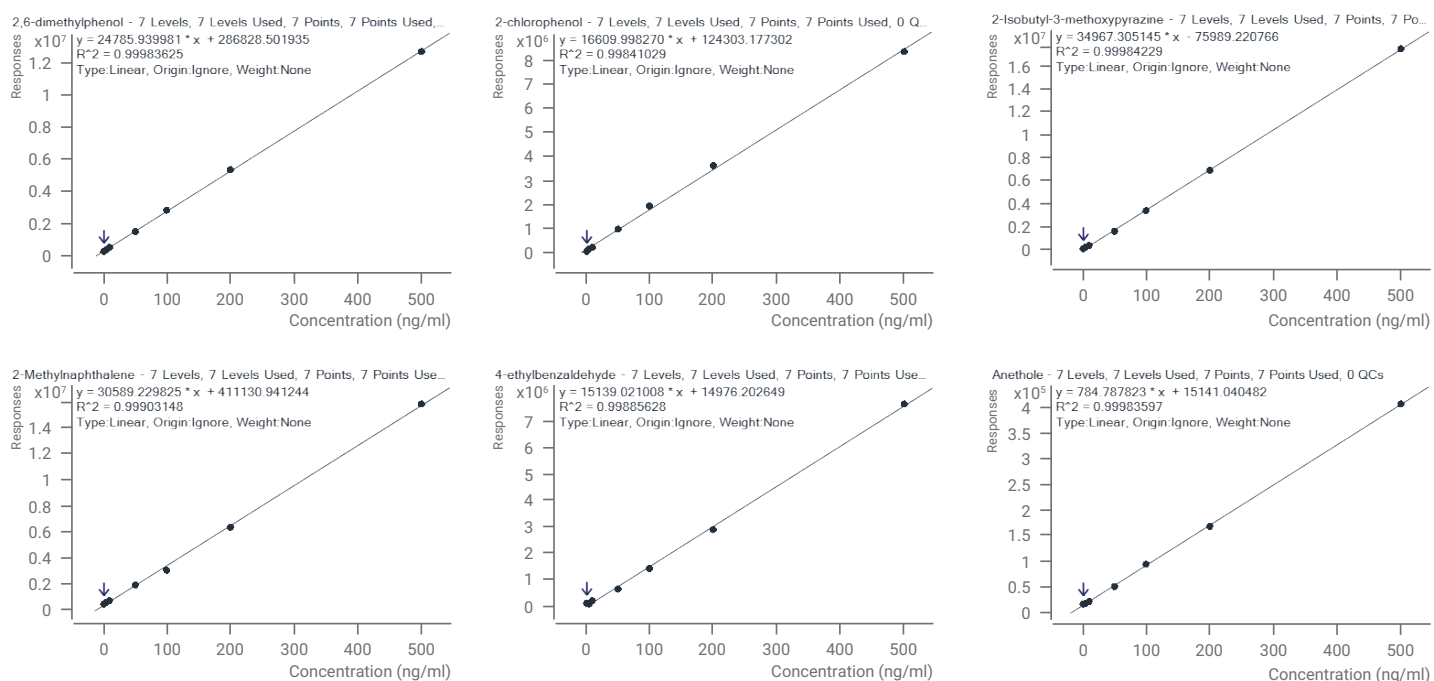 2,6-dimethylphenol - 7 Levels, 7 Levels Used, 7 Points, 7 Points Used,...
y = 24785.939981 * x + 286828.501935
R^2 = 0.99983625
Type:Linear, Origin:Ignore, Weight:None
Responses
x10⁷
1.2
1
0.8
0.6
0.4
0.2
0
0 100 200 300 400 500
Concentration (ng/ml)
2-chlorophenol - 7 Levels, 7 Levels Used, 7 Points, 7 Points Used, 0 Q...
y = 16609.998270 * x + 124303.177302
R^2 = 0.99841029
Type:Linear, Origin:Ignore, Weight:None
Responses
x10⁶
8
7
6
5
4
3
2
1
0
0 100 200 300 400 500
Concentration (ng/ml)
2-Isobutyl-3-methoxypyrazine - 7 Levels, 7 Levels Used, 7 Points, 7 Po...
y = 34967.305145 * x - 75989.220766
R^2 = 0.99984229
Type:Linear, Origin:Ignore, Weight:None
Responses
x10⁷
1.6
1.4
1.2
1
0.8
0.6
0.4
0.2
0
0 100 200 300 400 500
Concentration (ng/ml)
2-Methylnaphthalene - 7 Levels, 7 Levels Used, 7 Points, 7 Points Use...
y = 30589.229825 * x + 411130.941244
R^2 = 0.99903148
Type:Linear, Origin:Ignore, Weight:None
Responses
x10⁷
1.4
1.2
1
0.8
0.6
0.4
0.2
0
0 100 200 300 400 500
Concentration (ng/ml)
4-ethylbenzaldehyde - 7 Levels, 7 Levels Used, 7 Points, 7 Points Use...
y = 15139.021008 * x + 14976.202649
R^2 = 0.99885628
Type:Linear, Origin:Ignore, Weight:None
Responses
x10⁶
7
6
5
4
3
2
1
0
0 100 200 300 400 500
Concentration (ng/ml)
Anethole - 7 Levels, 7 Levels Used, 7 Points, 7 Points Used, 0 QCs
y = 784.787823 * x + 15141.040482
R^2 = 0.99983597
Type:Linear, Origin:Ignore, Weight:None
Responses
x10⁵
4
3.5
3
2.5
2
1.5
1
0.5
0
0 100 200 300 400 500
Concentration (ng/ml)